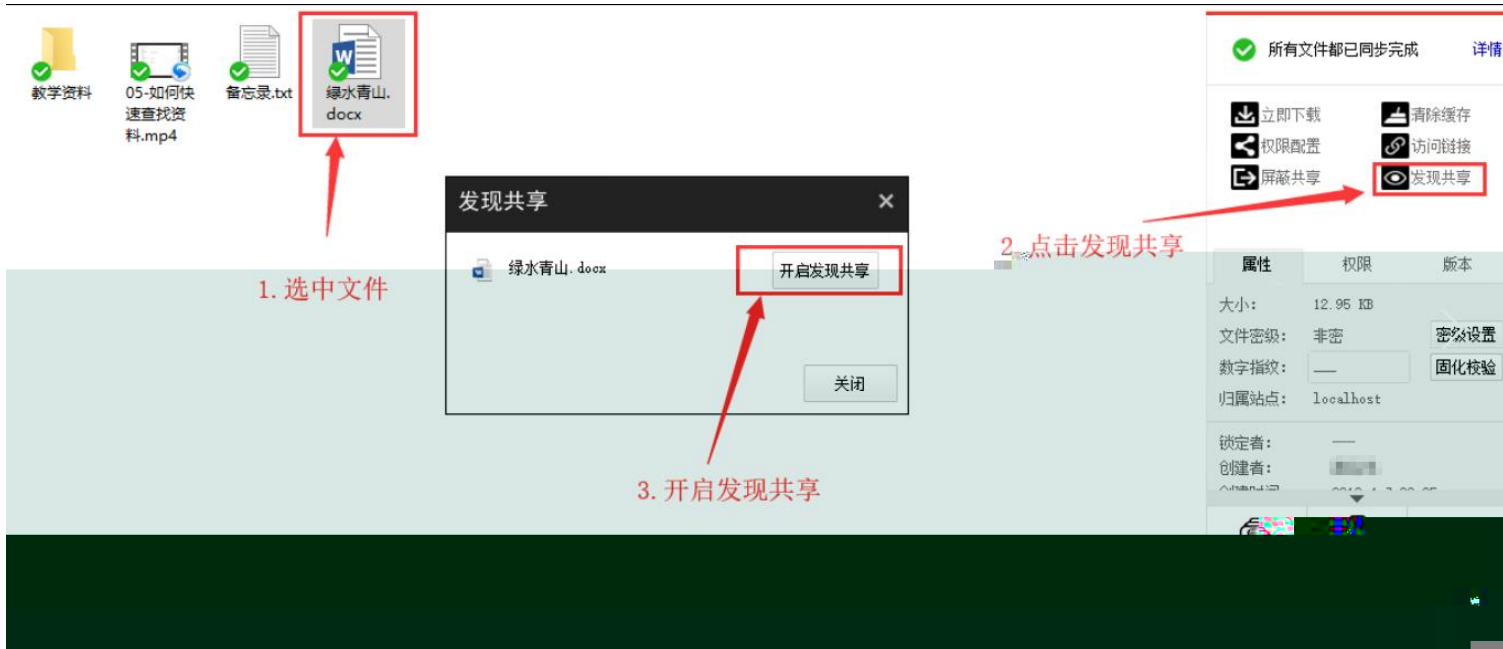 教学资料
05-如何快
速查找资
料.mp4
备忘录.txt
绿水青山.
docx
1.选中文件
发现共享
×
绿水青山.docx
开启发现共享
关闭
3.开启发现共享
2.点击发现共享
所有文件都已同步完成
详情
立即下载
清除缓存
权限配置
访问链接
屏蔽共享
发现共享
属性
权限
版本
大小:
12.95 KB
文件密级:
非密
密级设置
数字指纹:
固化校验
归属站点:
localhost
锁定者:
创建者: